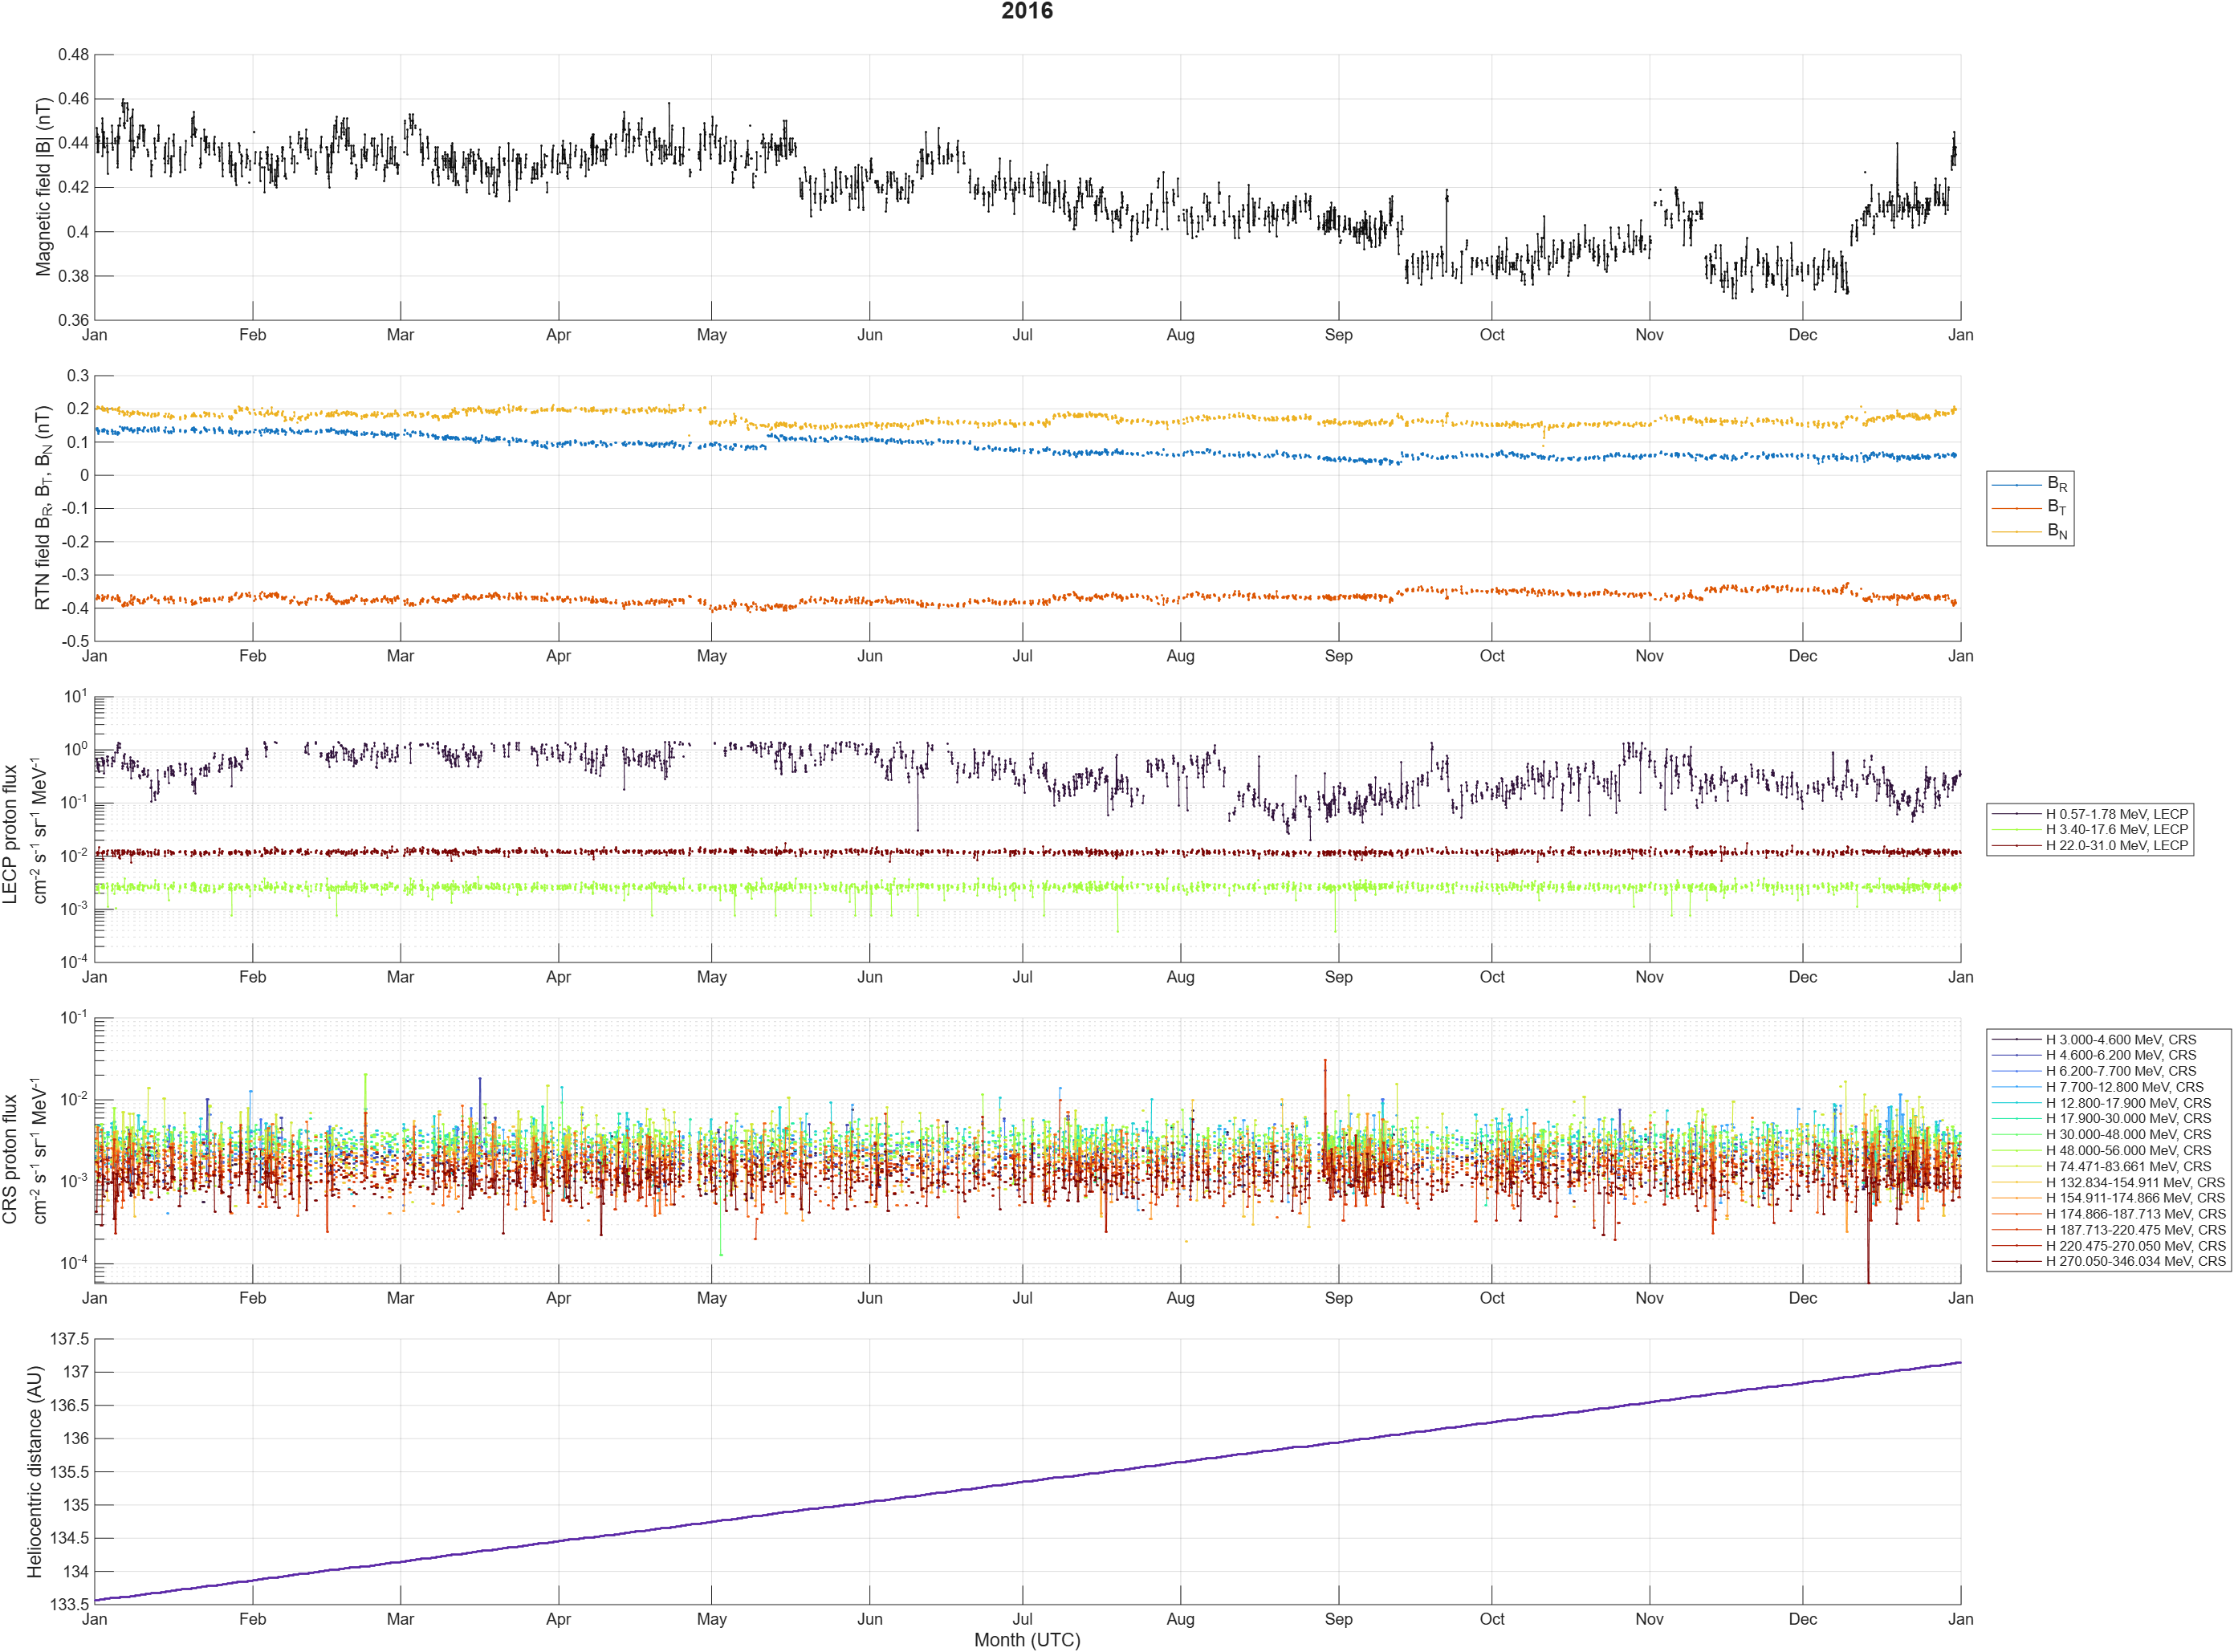 2016
Magnetic field |B| (nT)
0.48
0.46
0.44
0.42
0.4
0.38
0.36
Jan Feb Mar Apr May Jun Jul Aug Sep Oct Nov Dec Jan
RTN field B_R, B_T, B_N (nT)
0.3
0.2
0.1
0
-0.1
-0.2
-0.3
-0.4
-0.5
Jan Feb Mar Apr May Jun Jul Aug Sep Oct Nov Dec Jan
B_R
B_T
B_N
LECP proton flux
cm^-2 s^-1 sr^-1 MeV^-1
10^1
10^0
10^-1
10^-2
10^-3
10^-4
Jan Feb Mar Apr May Jun Jul Aug Sep Oct Nov Dec Jan
H 0.57-1.78 MeV, LECP
H 3.40-17.6 MeV, LECP
H 22.0-31.0 MeV, LECP
CRS proton flux
cm^-2 s^-1 sr^-1 MeV^-1
10^-1
10^-2
10^-3
10^-4
Jan Feb Mar Apr May Jun Jul Aug Sep Oct Nov Dec Jan
H 3.000-4.600 MeV, CRS
H 4.600-6.200 MeV, CRS
H 6.200-7.700 MeV, CRS
H 7.700-12.800 MeV, CRS
H 12.800-17.900 MeV, CRS
H 17.900-30.000 MeV, CRS
H 30.000-48.000 MeV, CRS
H 48.000-56.000 MeV, CRS
H 74.471-83.661 MeV, CRS
H 132.834-154.911 MeV, CRS
H 154.911-174.866 MeV, CRS
H 174.866-187.713 MeV, CRS
H 187.713-220.475 MeV, CRS
H 220.475-270.050 MeV, CRS
H 270.050-346.034 MeV, CRS
Heliocentric distance (AU)
137.5
137
136.5
136
135.5
135
134.5
134
133.5
Jan Feb Mar Apr May Jun Jul Aug Sep Oct Nov Dec Jan
Month (UTC)